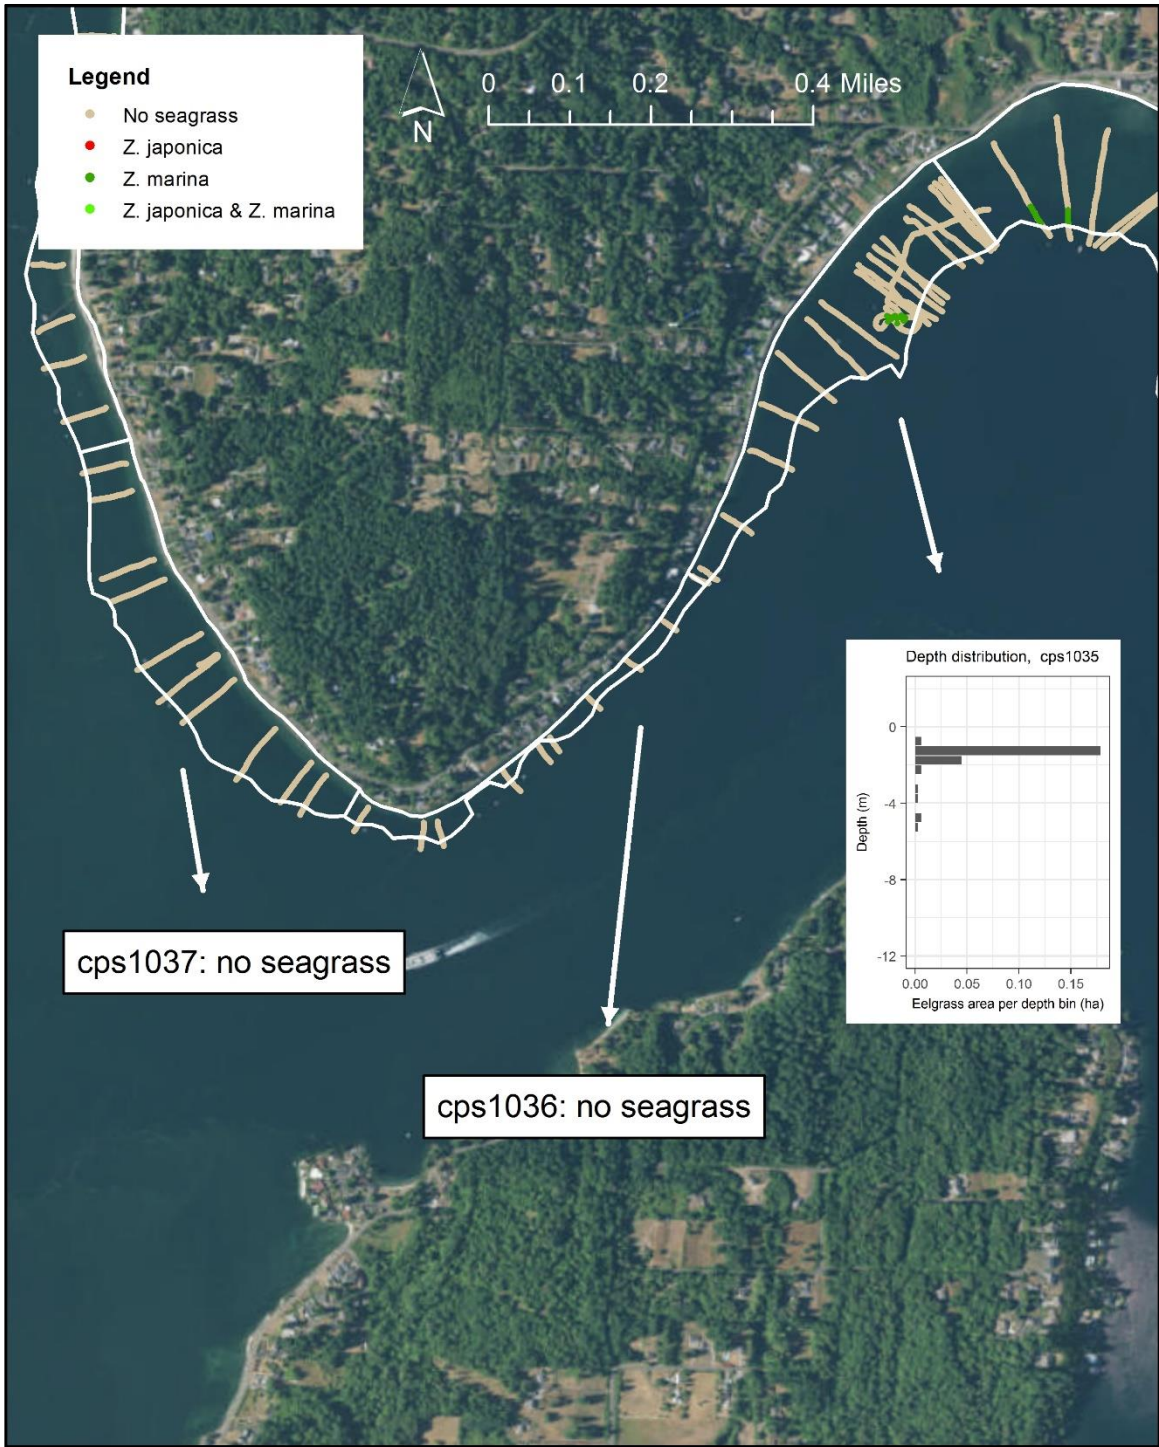 Legend
No seagrass
Z. japonica
Z. marina
Z. japonica & Z. marina
N
0 0.1 0.2 0.4 Miles
Depth distribution, cps1035
0
-4
-8
-12
Depth (m)
0.00 0.05 0.10 0.15
Eelgrass area per depth bin (ha)
cps1037: no seagrass
cps1036: no seagrass